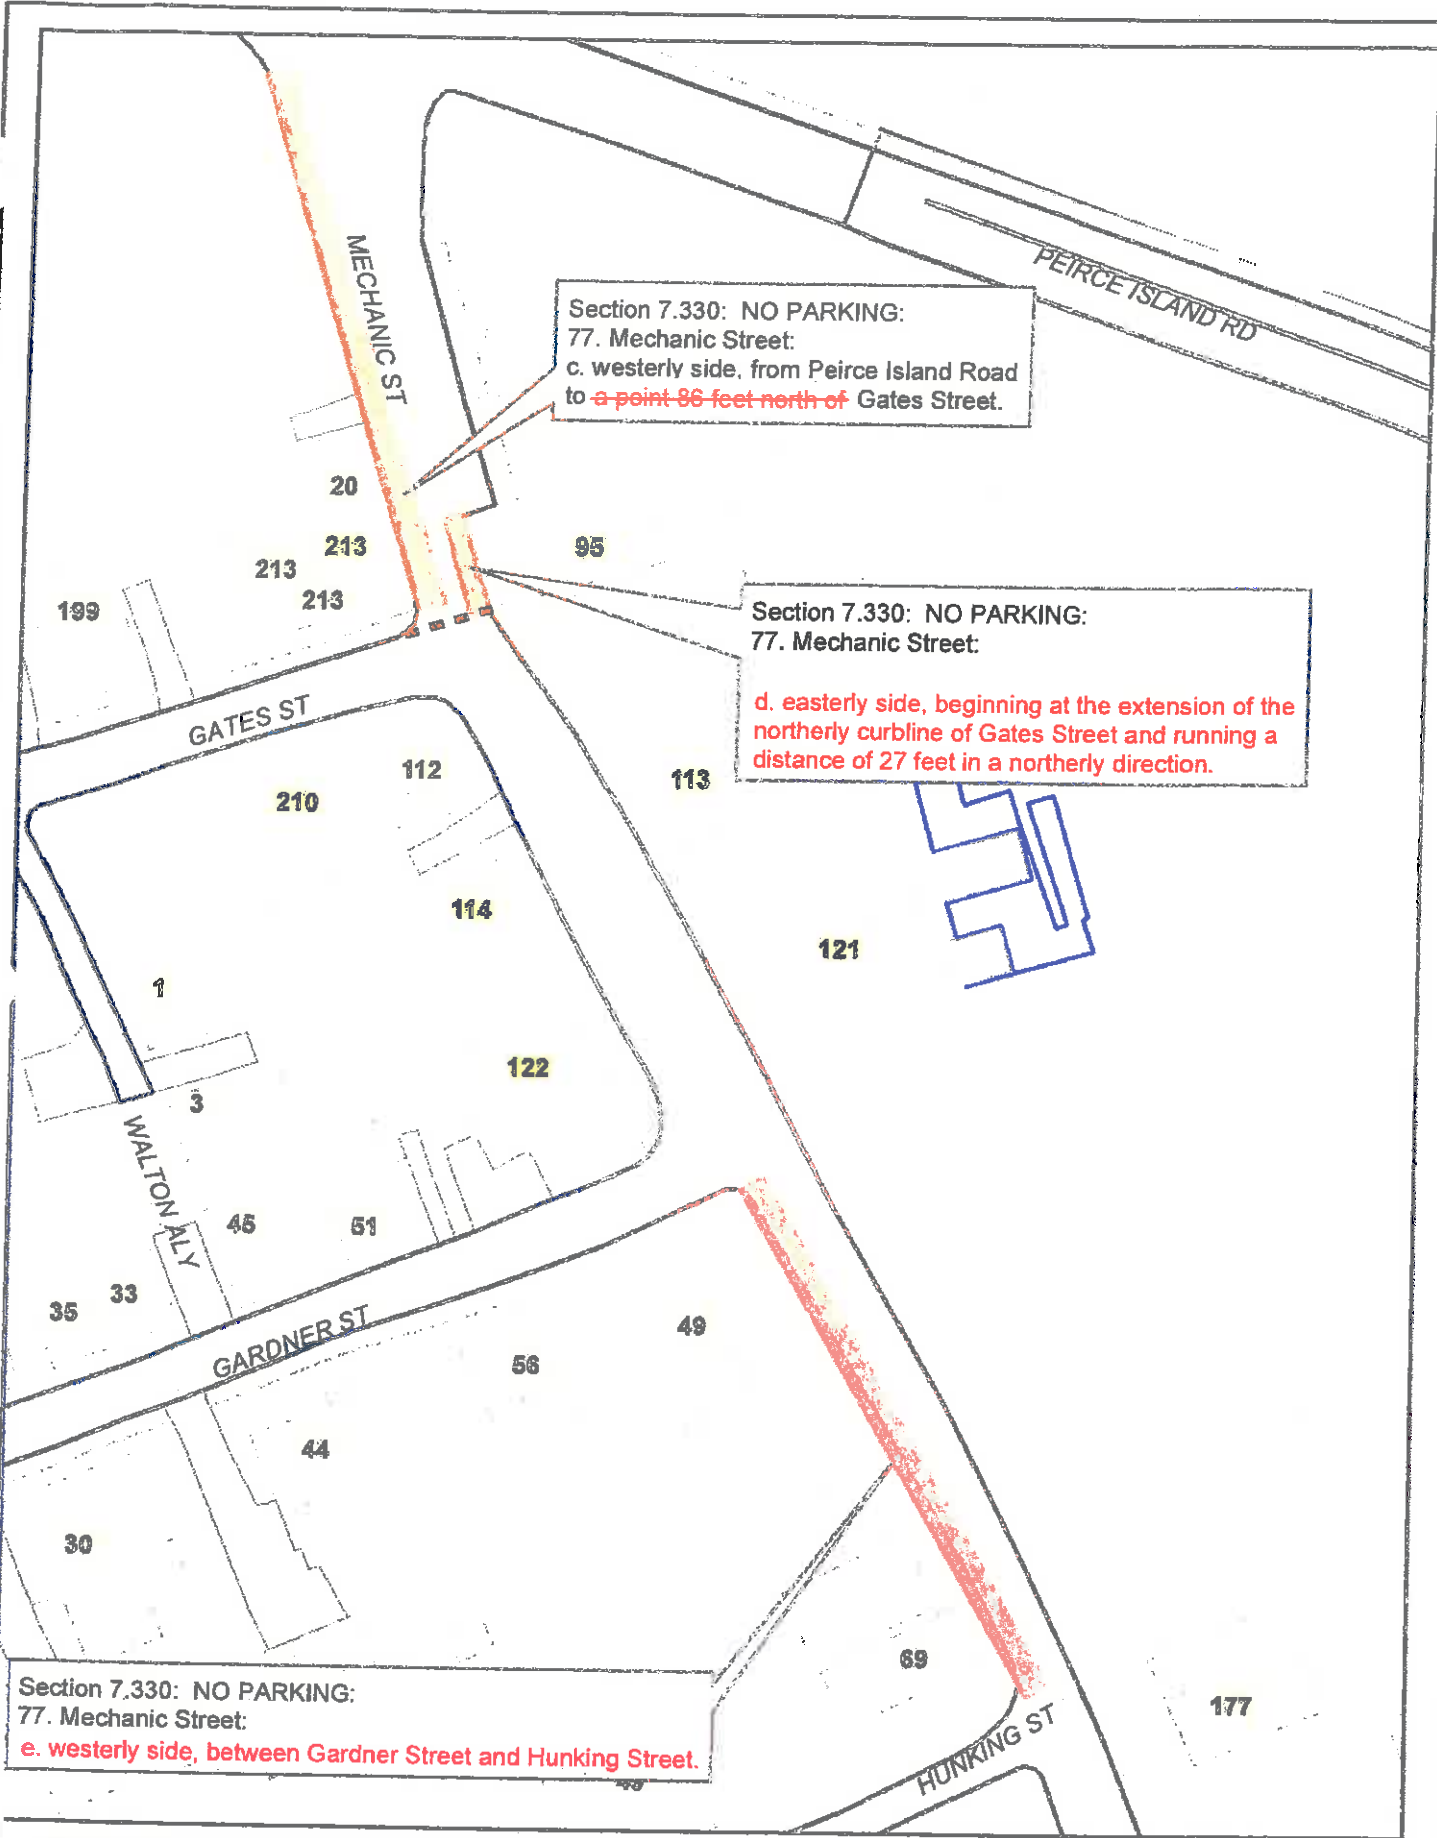 MECHANIC ST
PEIRCE ISLAND RD
Section 7.330: NO PARKING:
77. Mechanic Street:
c. westerly side, from Peirce Island Road
to a point 86 feet north of Gates Street.
20
213
213
213
199
95
Section 7.330: NO PARKING:
77. Mechanic Street:
d. easterly side, beginning at the extension of the
northerly curbline of Gates Street and running a
distance of 27 feet in a northerly direction.
GATES ST
112
113
210
114
121
1
122
3
WALTON ALY
45
51
35
33
GARDNER ST
49
56
44
30
69
177
Section 7.330: NO PARKING:
77. Mechanic Street:
e. westerly side, between Gardner Street and Hunking Street.
HUNKING ST